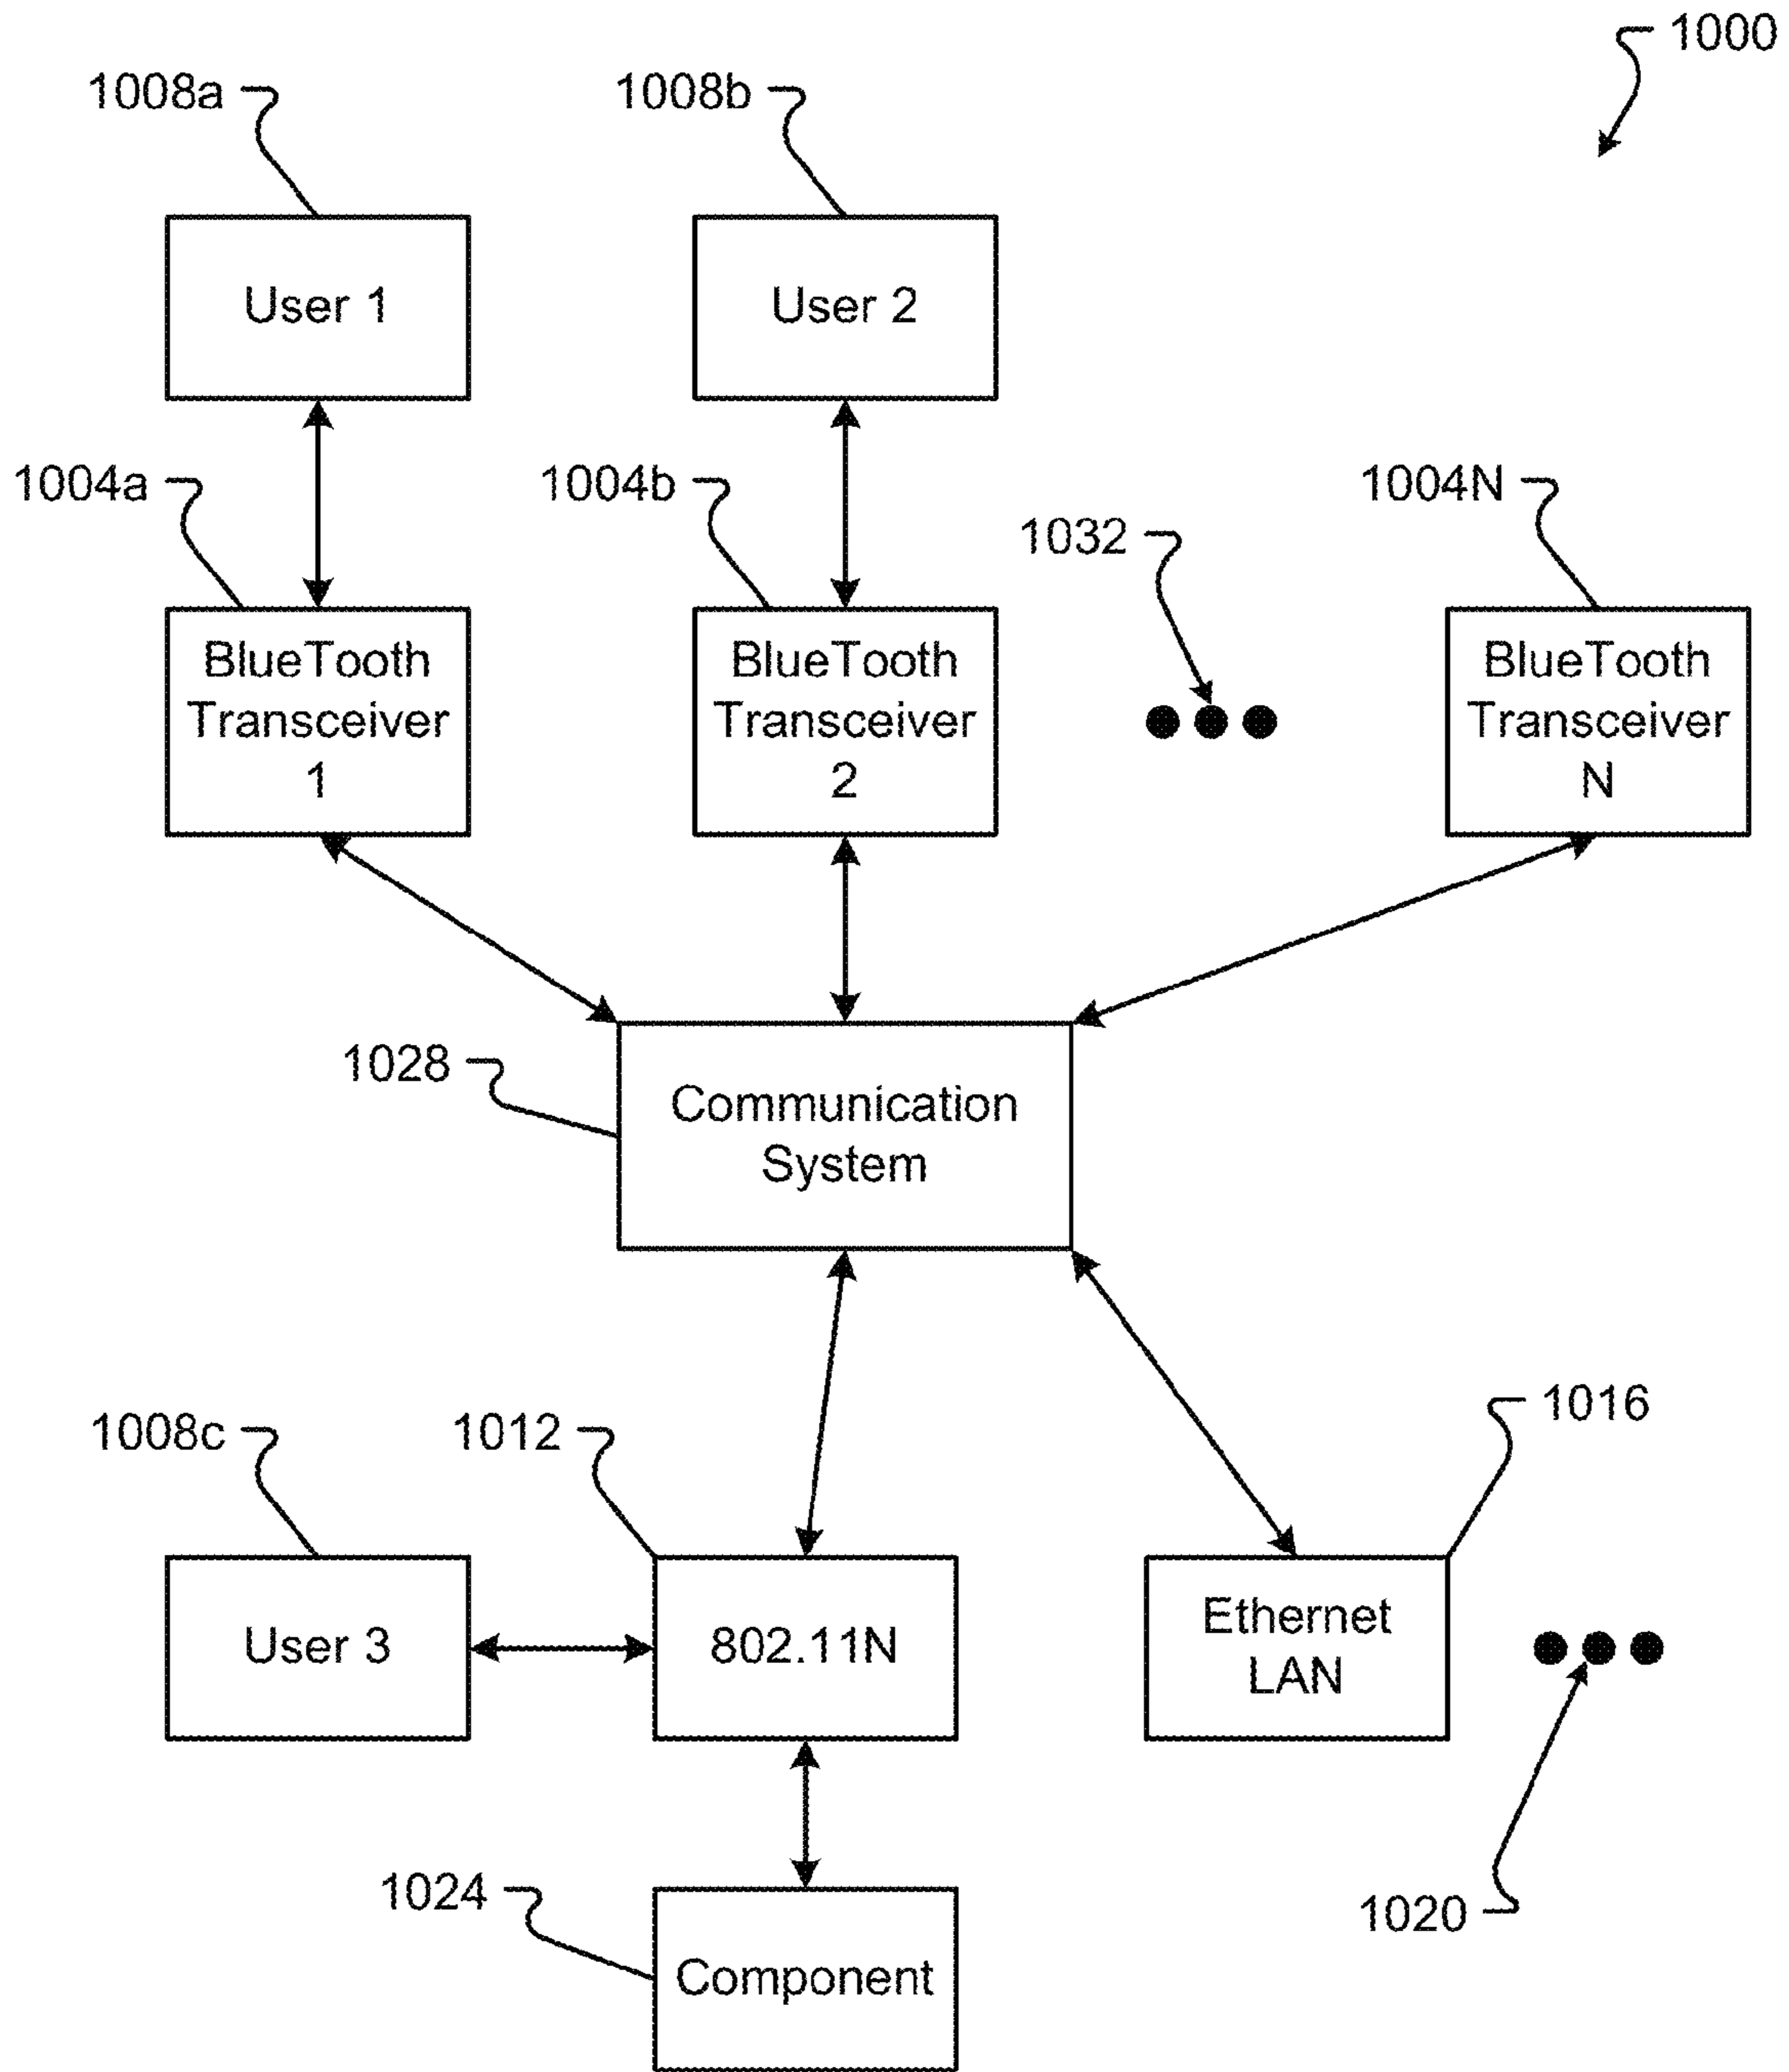 1000
1008a
1008b
User 1
User 2
1004a
1004b
1032
1004N
BlueTooth
Transceiver
1
BlueTooth
Transceiver
2
BlueTooth
Transceiver
N
1028
Communication
System
1008c
1012
1016
User 3
802.11N
Ethernet
LAN
1024
1020
Component